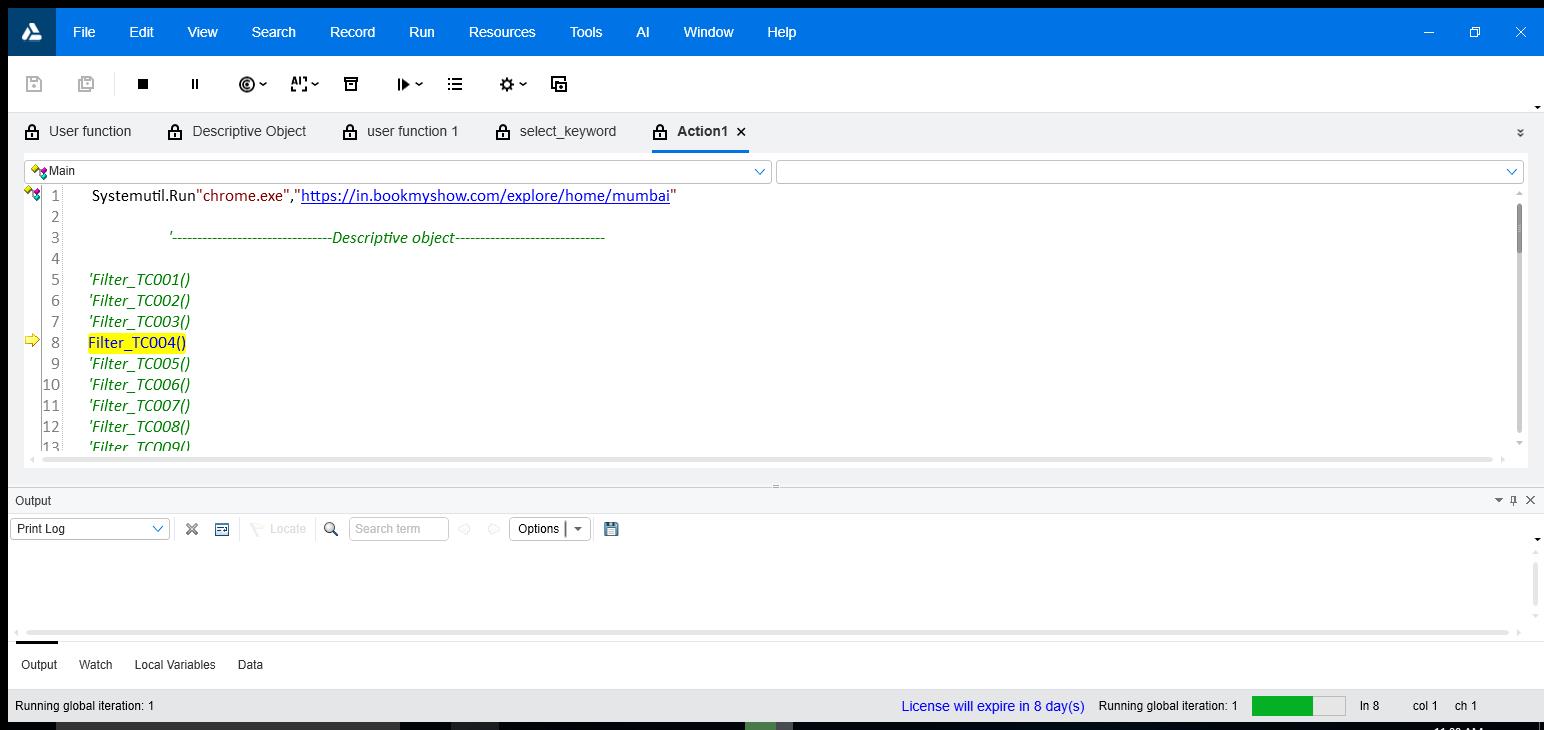 File Edit View Search Record Run Resources Tools AI Window Help
User function Descriptive Object user function 1 select_keyword Action1
Main
1 Systemutil.Run"chrome.exe","https://in.bookmyshow.com/explore/home/mumbai"
2
3 '--------------------------------Descriptive object------------------------------
4
5 'Filter_TC001()
6 'Filter_TC002()
7 'Filter_TC003()
8 Filter_TC004()
9 'Filter_TC005()
10 'Filter_TC006()
11 'Filter_TC007()
12 'Filter_TC008()
13 'Filter_TC009()
Output
Print Log Locate Search term Options
Output Watch Local Variables Data
Running global iteration: 1 License will expire in 8 day(s) Running global iteration: 1 ln 8 col 1 ch 1